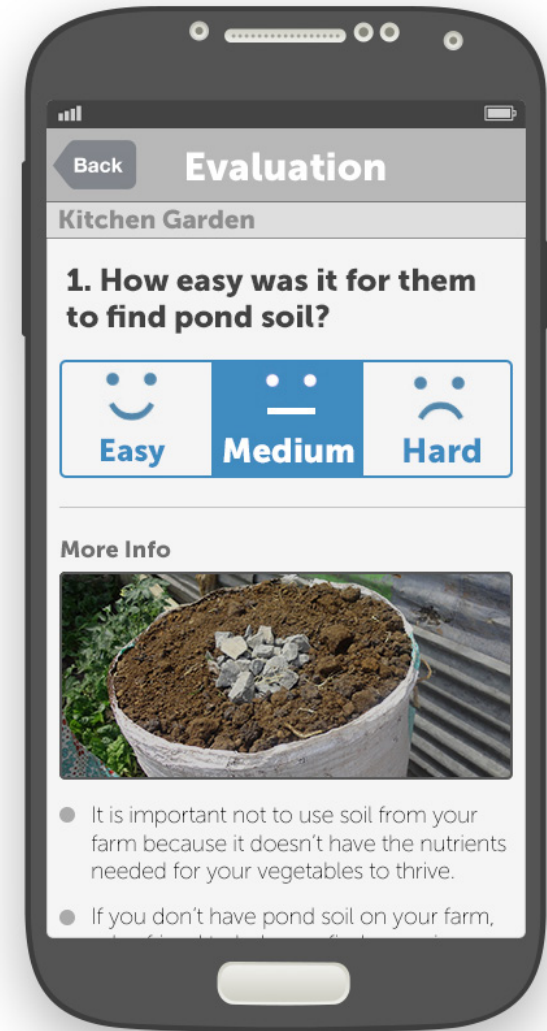 Back
Evaluation
Kitchen Garden
1. How easy was it for them
to find pond soil?
Easy
Medium
Hard
More Info
It is important not to use soil from your
farm because it doesn't have the nutrients
needed for your vegetables to thrive.
If you don't have pond soil on your farm,